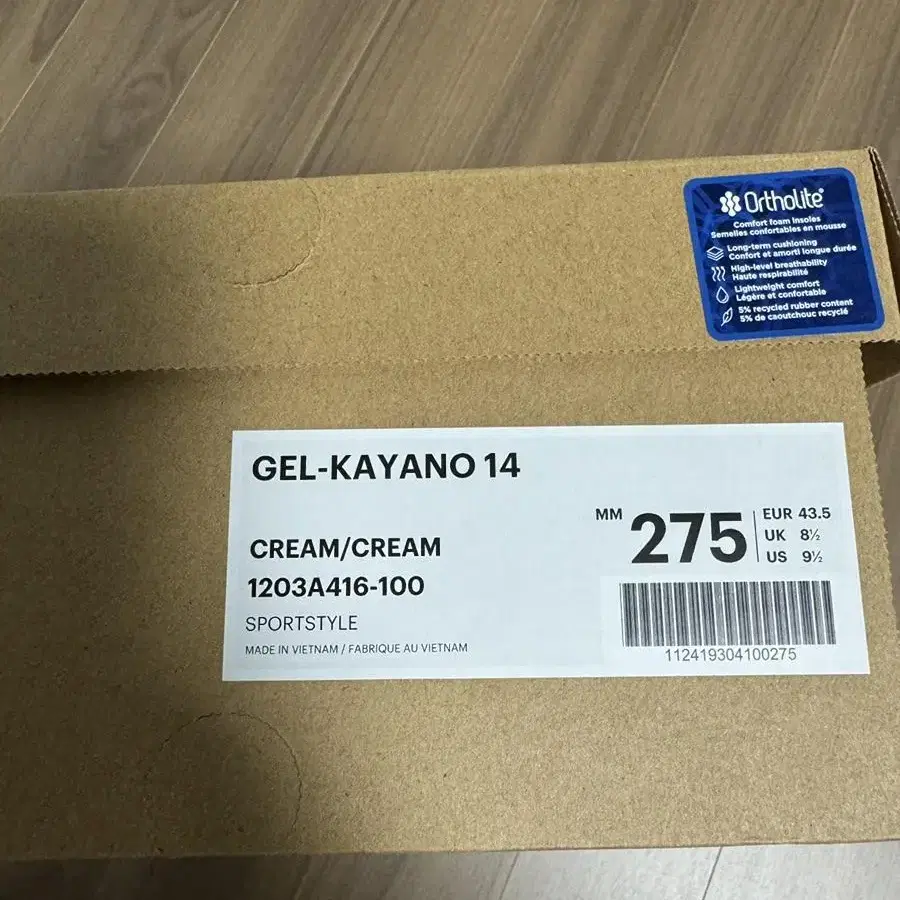 Ortholite®
Comfort foam insoles
Semelles confortables en mousse
Long-term cushioning
Confort et amorti longue durée
High-level breathability
Haute respirabilité
Lightweight comfort
Légère et confortable
5% recycled rubber content
5% de caoutchouc recyclé
GEL-KAYANO 14
CREAM/CREAM
1203A416-100
SPORTSTYLE
MADE IN VIETNAM / FABRIQUE AU VIETNAM
MM 275
EUR 43.5
UK 8½
US 9½
112419304100275